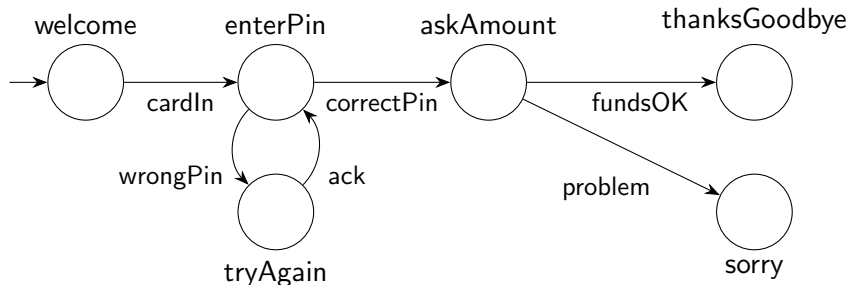 welcome
enterPin
askAmount
thanksGoodbye
cardIn
correctPin
fundsOK
wrongPin
ack
problem
tryAgain
sorry